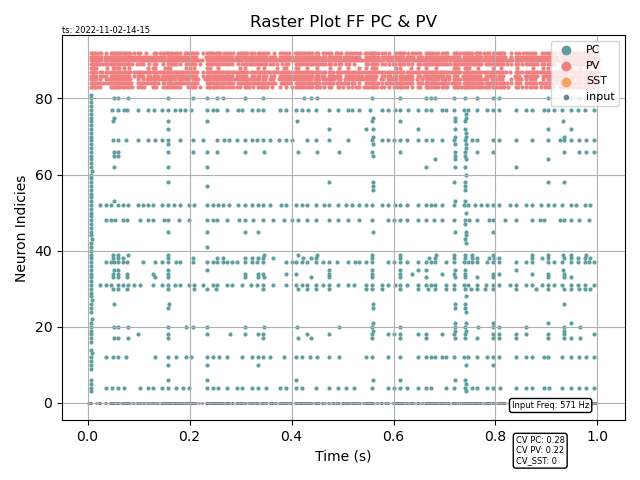 Raster Plot FF PC & PV
ts: 2022-11-02-14-15
PC
PV
SST
input
80
60
40
20
0
Neuron Indicies
Input Freq: 571 Hz
0.0 0.2 0.4 0.6 0.8 1.0
Time (s)
CV PC: 0.28
CV PV: 0.22
CV_SST: 0